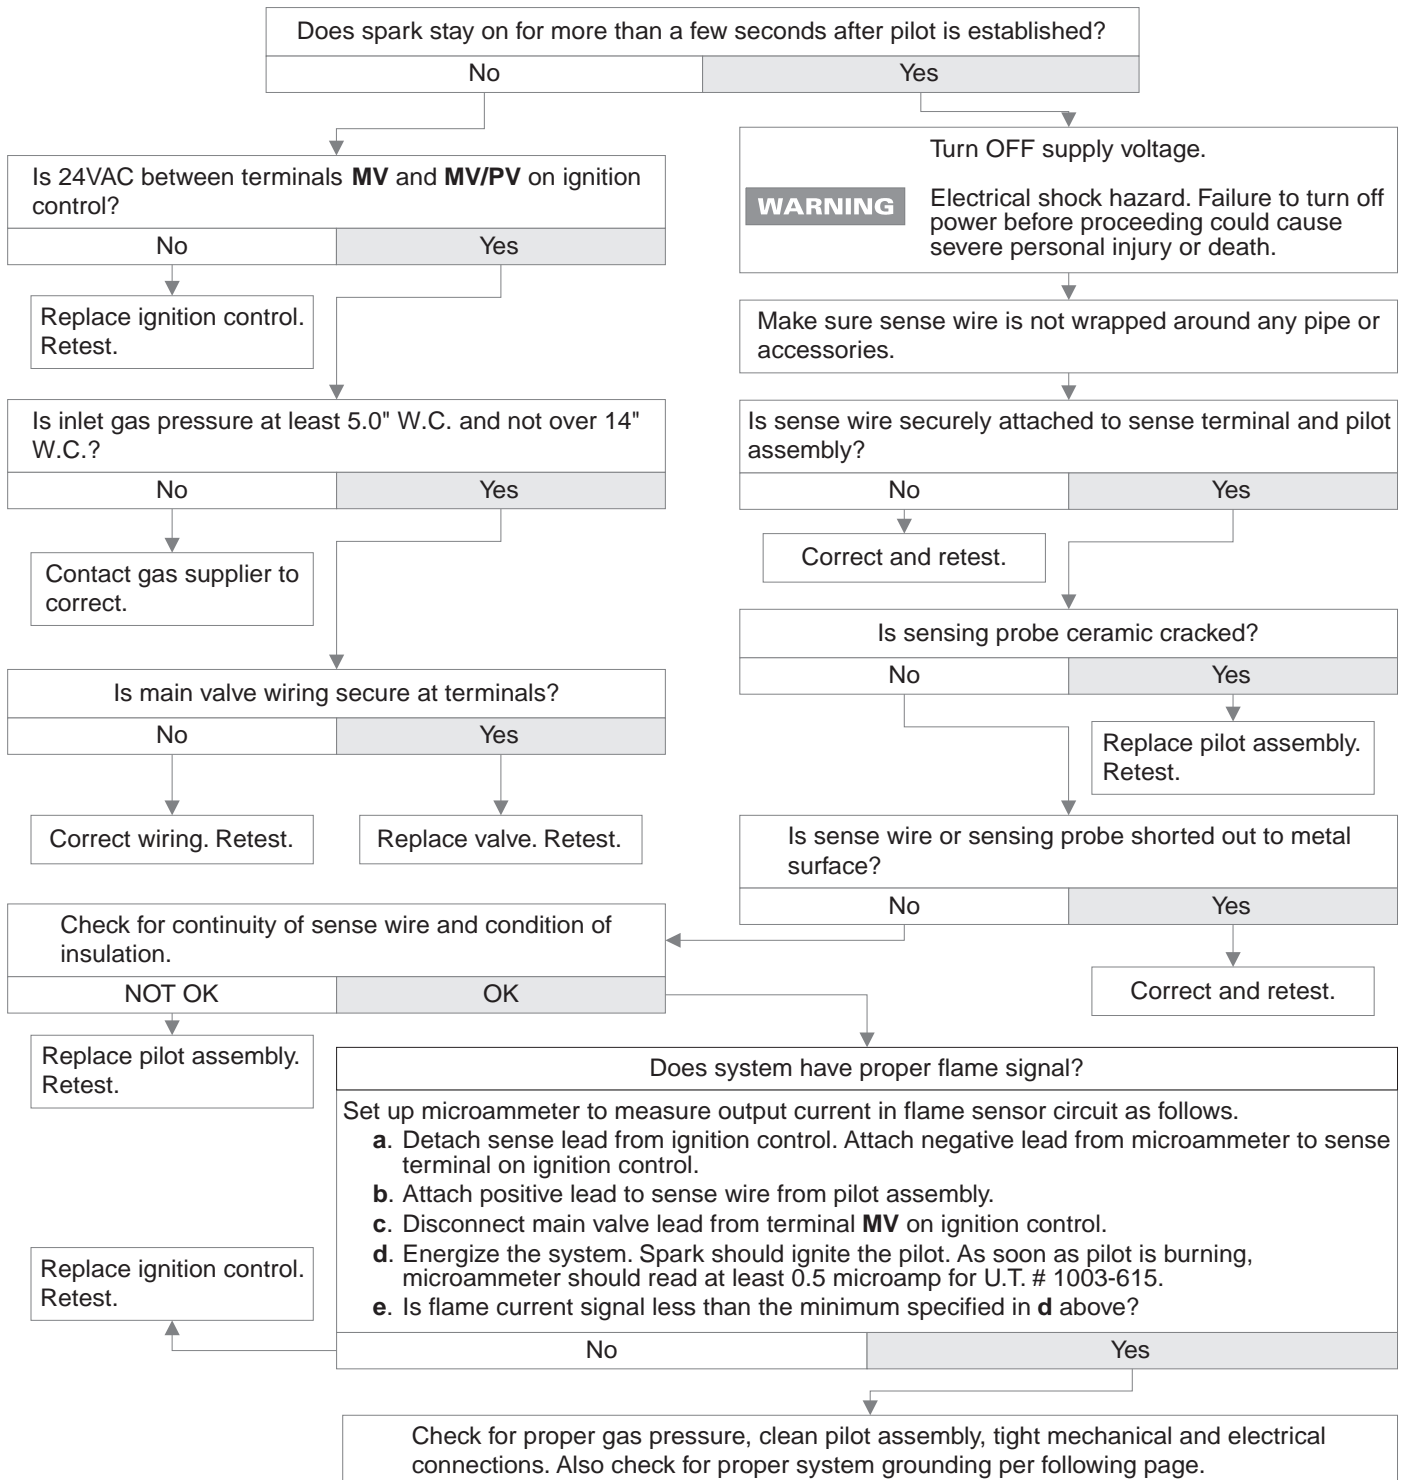 Does spark stay on for more than a few seconds after pilot is established?
No
Yes
Is 24VAC between terminals MV and MV/PV on ignition
control?
No
Yes
Replace ignition control.
Retest.
Is inlet gas pressure at least 5.0" W.C. and not over 14"
W.C.?
No
Yes
Contact gas supplier to
correct.
Is main valve wiring secure at terminals?
No
Yes
Correct wiring. Retest.
Replace valve. Retest.
Turn OFF supply voltage.
WARNING
Electrical shock hazard. Failure to turn off
power before proceeding could cause
severe personal injury or death.
Make sure sense wire is not wrapped around any pipe or
accessories.
Is sense wire securely attached to sense terminal and pilot
assembly?
No
Yes
Correct and retest.
Is sensing probe ceramic cracked?
No
Yes
Replace pilot assembly.
Retest.
Is sense wire or sensing probe shorted out to metal
surface?
No
Yes
Correct and retest.
Check for continuity of sense wire and condition of
insulation.
NOT OK
OK
Replace pilot assembly.
Retest.
Does system have proper flame signal?
Set up microammeter to measure output current in flame sensor circuit as follows.
a. Detach sense lead from ignition control. Attach negative lead from microammeter to sense
terminal on ignition control.
b. Attach positive lead to sense wire from pilot assembly.
c. Disconnect main valve lead from terminal MV on ignition control.
d. Energize the system. Spark should ignite the pilot. As soon as pilot is burning,
microammeter should read at least 0.5 microamp for U.T. # 1003-615.
e. Is flame current signal less than the minimum specified in d above?
No
Yes
Replace ignition control.
Retest.
Check for proper gas pressure, clean pilot assembly, tight mechanical and electrical
connections. Also check for proper system grounding per following page.